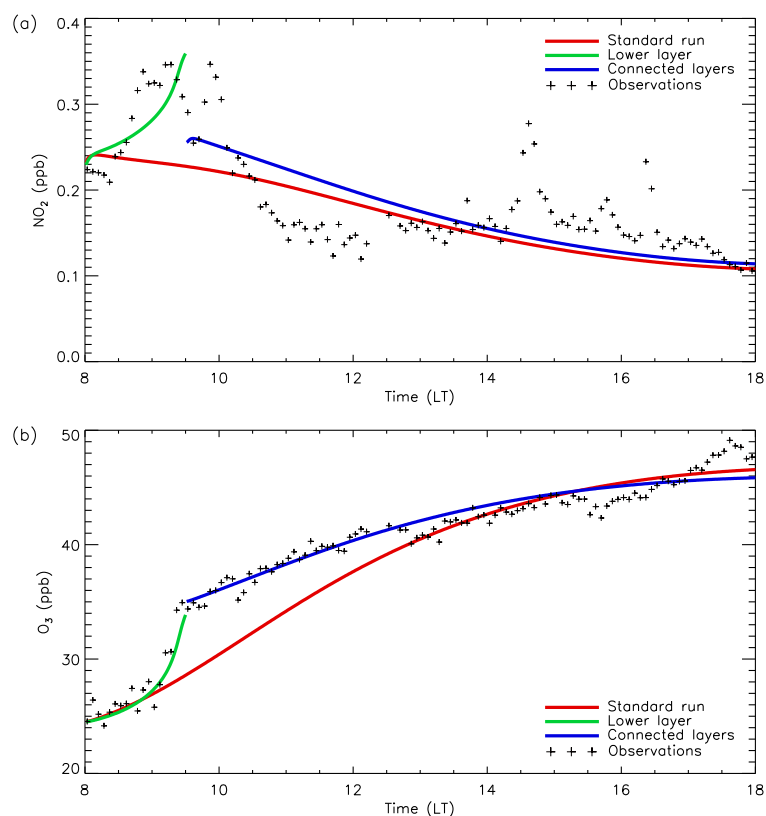 (a)
0.4
0.3
0.2
0.1
0.0
NO2 (ppb)
Standard run
Lower layer
Connected layers
+ + + Observations
8 10 12 14 16 18
Time (LT)
(b)
50
40
30
20
O3 (ppb)
Standard run
Lower layer
Connected layers
+ + + Observations
8 10 12 14 16 18
Time (LT)